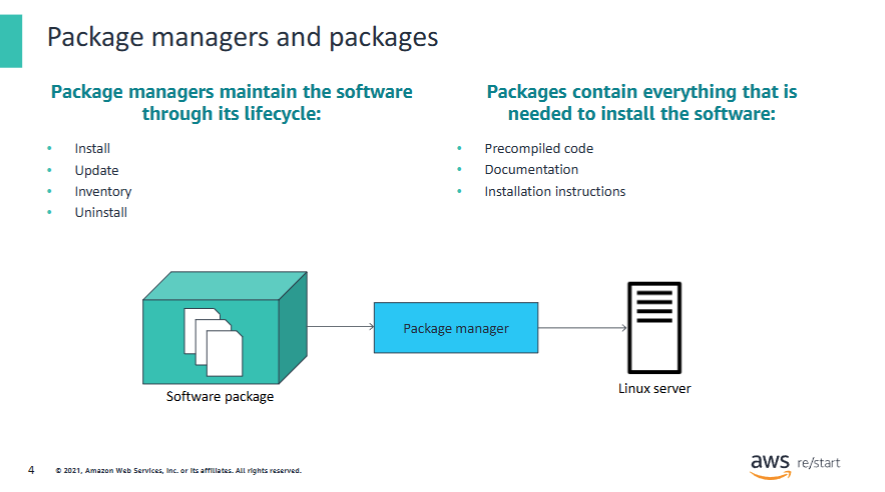 Package managers and packages
Package managers maintain the software
through its lifecycle:
• Install
• Update
• Inventory
• Uninstall
Packages contain everything that is
needed to install the software:
• Precompiled code
• Documentation
• Installation instructions
Package manager
Software package
Linux server
4
© 2021, Amazon Web Services, Inc. or its affiliates. All rights reserved.
aws re/start